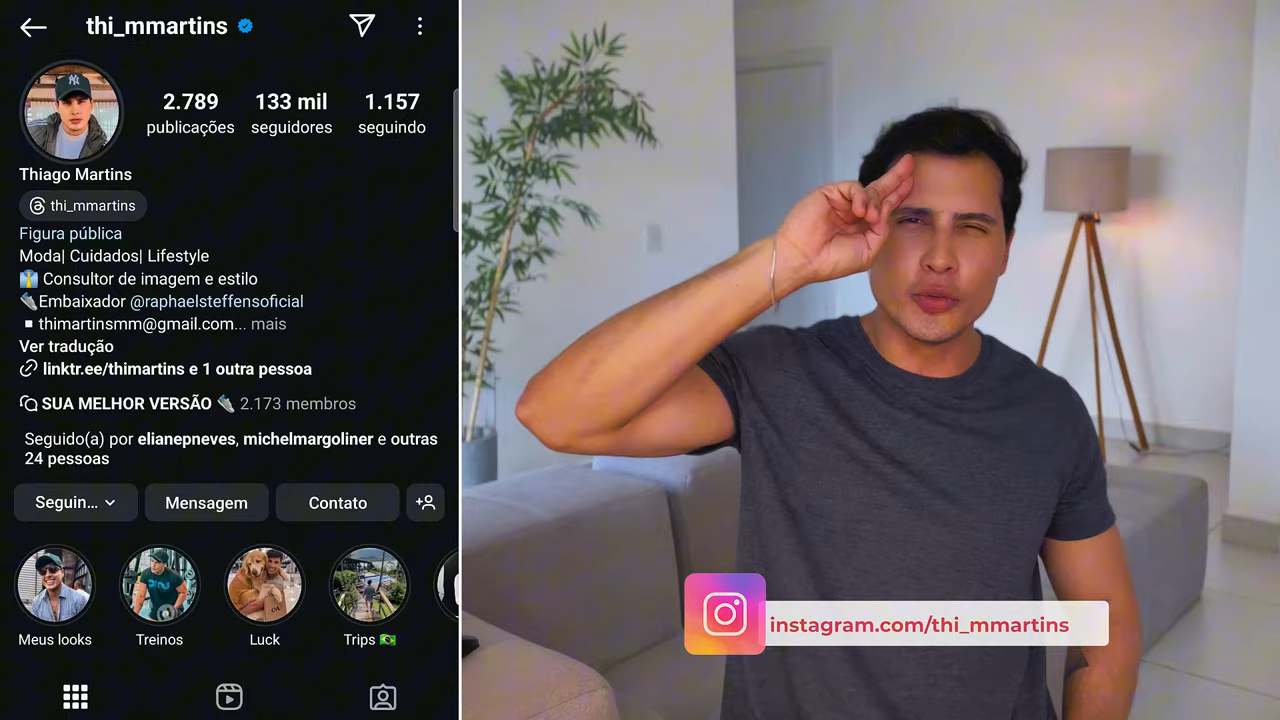 thi_mmartins
2.789
133 mil
1.157
publicações
seguidores
seguindo
Thiago Martins
thi_mmartins
Figura pública
Moda| Cuidados| Lifestyle
👔 Consultor de imagem e estilo
👟Embaixador @raphaelsteffensoficial
▫️thimartinsmm@gmail.com... mais
Ver tradução
linktr.ee/thimartins e 1 outra pessoa
SUA MELHOR VERSÃO 👟 2.173 membros
Seguido(a) por elianepneves, michelmargoliner e outras
24 pessoas
Seguin...
Mensagem
Contato
Meus looks
Treinos
Luck
Trips 🇧🇷
instagram.com/thi_mmartins